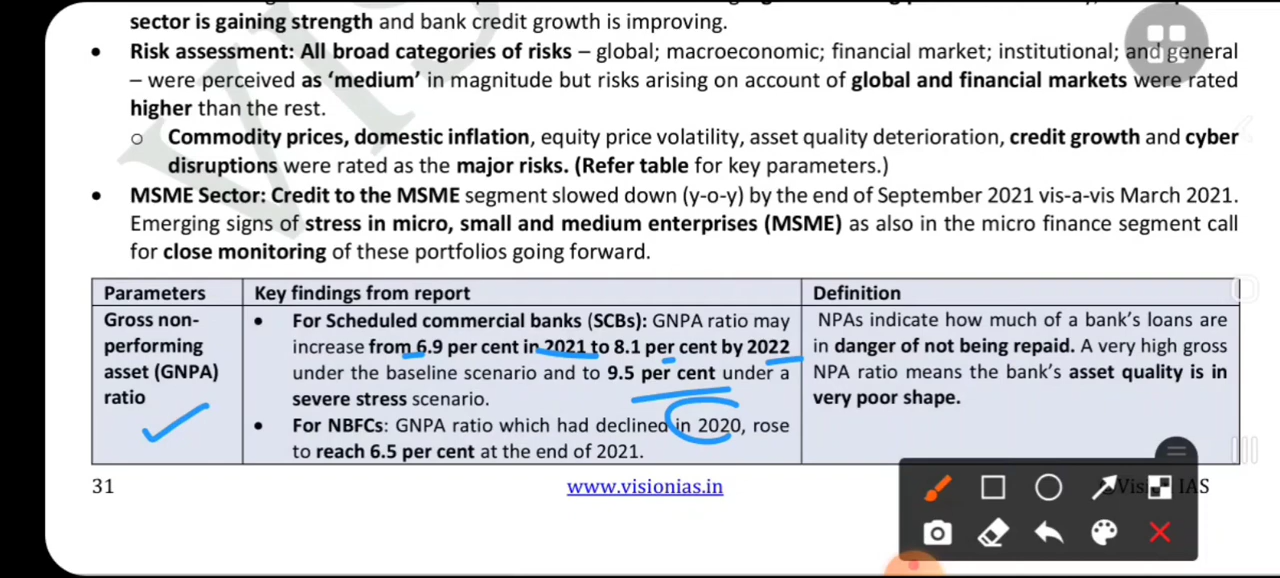 sector is gaining strength and bank credit growth is improving.
• Risk assessment: All broad categories of risks – global; macroeconomic; financial market; institutional; and general
– were perceived as ‘medium’ in magnitude but risks arising on account of global and financial markets were rated
higher than the rest.
o Commodity prices, domestic inflation, equity price volatility, asset quality deterioration, credit growth and cyber
disruptions were rated as the major risks. (Refer table for key parameters.)
• MSME Sector: Credit to the MSME segment slowed down (y-o-y) by the end of September 2021 vis-a-vis March 2021.
Emerging signs of stress in micro, small and medium enterprises (MSME) as also in the micro finance segment call
for close monitoring of these portfolios going forward.
Parameters
Key findings from report
Definition
Gross non-
performing
asset (GNPA)
ratio
• For Scheduled commercial banks (SCBs): GNPA ratio may
increase from 6.9 per cent in 2021 to 8.1 per cent by 2022
under the baseline scenario and to 9.5 per cent under a
severe stress scenario.
• For NBFCs: GNPA ratio which had declined in 2020, rose
to reach 6.5 per cent at the end of 2021.
NPAs indicate how much of a bank’s loans are
in danger of not being repaid. A very high gross
NPA ratio means the bank’s asset quality is in
very poor shape.
31
www.visionias.in
IAS